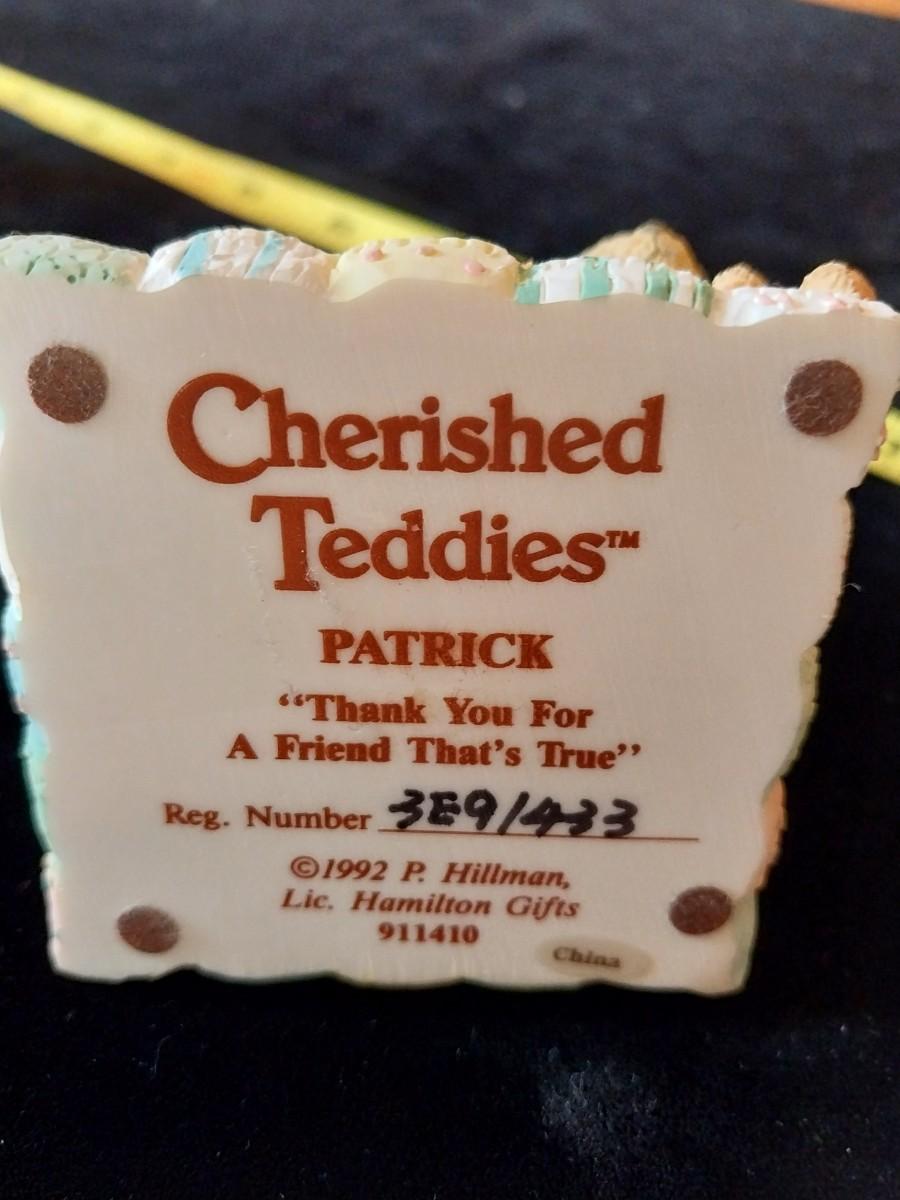 Cherished
Teddies™
PATRICK
“Thank You For
A Friend That's True”
Reg. Number 3E9/433
©1992 P. Hillman,
Lic. Hamilton Gifts
911410
China